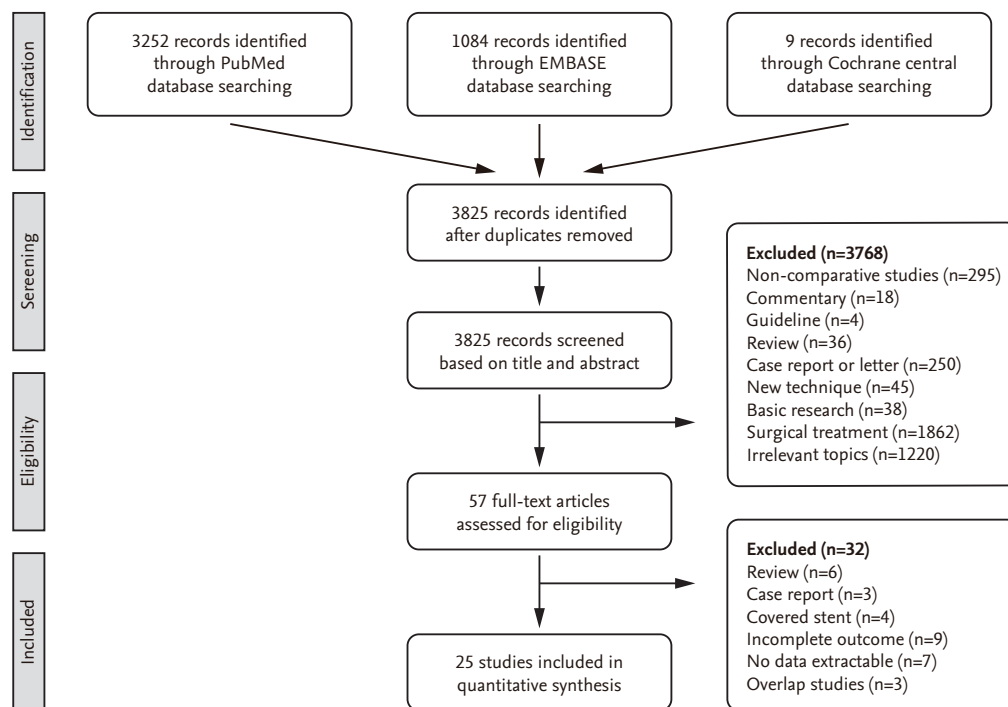 Identification
3252 records identified
through PubMed
database searching
1084 records identified
through EMBASE
database searching
9 records identified
through Cochrane central
database searching
Sereening
3825 records identified
after duplicates removed
3825 records screened
based on title and abstract
Excluded (n=3768)
Non-comparative studies (n=295)
Commentary (n=18)
Guideline (n=4)
Review (n=36)
Case report or letter (n=250)
New technique (n=45)
Basic research (n=38)
Surgical treatment (n=1862)
Irrelevant topics (n=1220)
Eligibility
57 full-text articles
assessed for eligibility
Excluded (n=32)
Review (n=6)
Case report (n=3)
Covered stent (n=4)
Incomplete outcome (n=9)
No data extractable (n=7)
Overlap studies (n=3)
Included
25 studies included in
quantitative synthesis